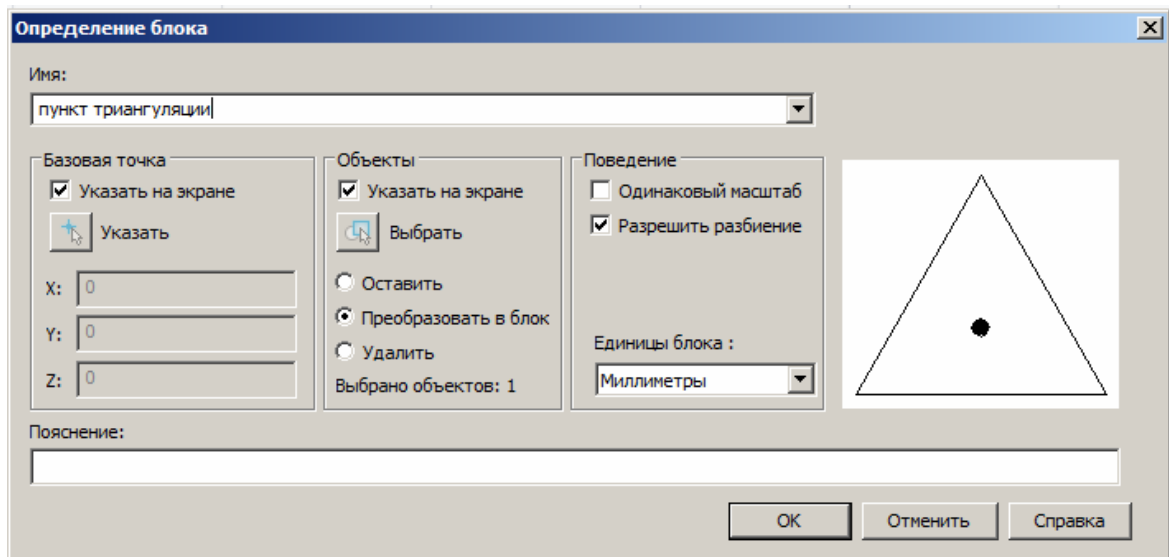 Определение блока
Имя:
пункт триангуляции
Базовая точка
Указать на экране
Указать
X: 0
Y: 0
Z: 0
Объекты
Указать на экране
Выбрать
Оставить
Преобразовать в блок
Удалить
Выбрано объектов: 1
Поведение
Одинаковый масштаб
Разрешить разбиение
Единицы блока :
Миллиметры
Пояснение:
ОК
Отменить
Справка